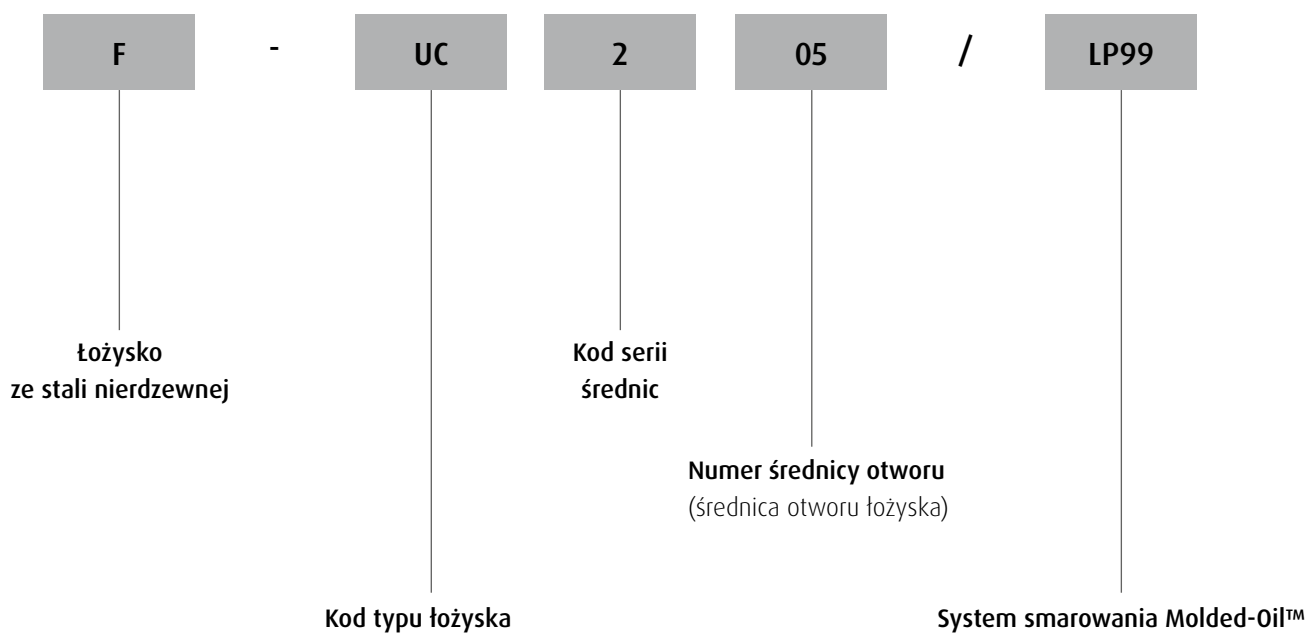 F - UC 2 05 / LP99
Łożysko
ze stali nierdzewnej
Kod serii
średnic
Numer średnicy otworu
(średnica otworu łożyska)
Kod typu łożyska
System smarowania Molded-Oil™